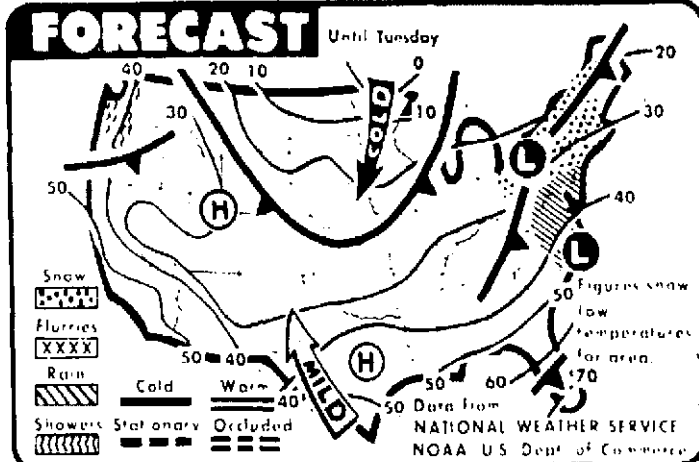 FORECAST
Until Tuesday
40
20
10
0
20
30
COLD
10
30
L
50
H
40
L
Snow
50
Figures snow
low
temperatures
for area.
Flurries
XXXX
50
40
MILD
H
Rain
Cold
Warm
40
50
50
60
70
Data from
Showers
Stationary
Occluded
NATIONAL WEATHER SERVICE
NOAA U S Dept of Commerce